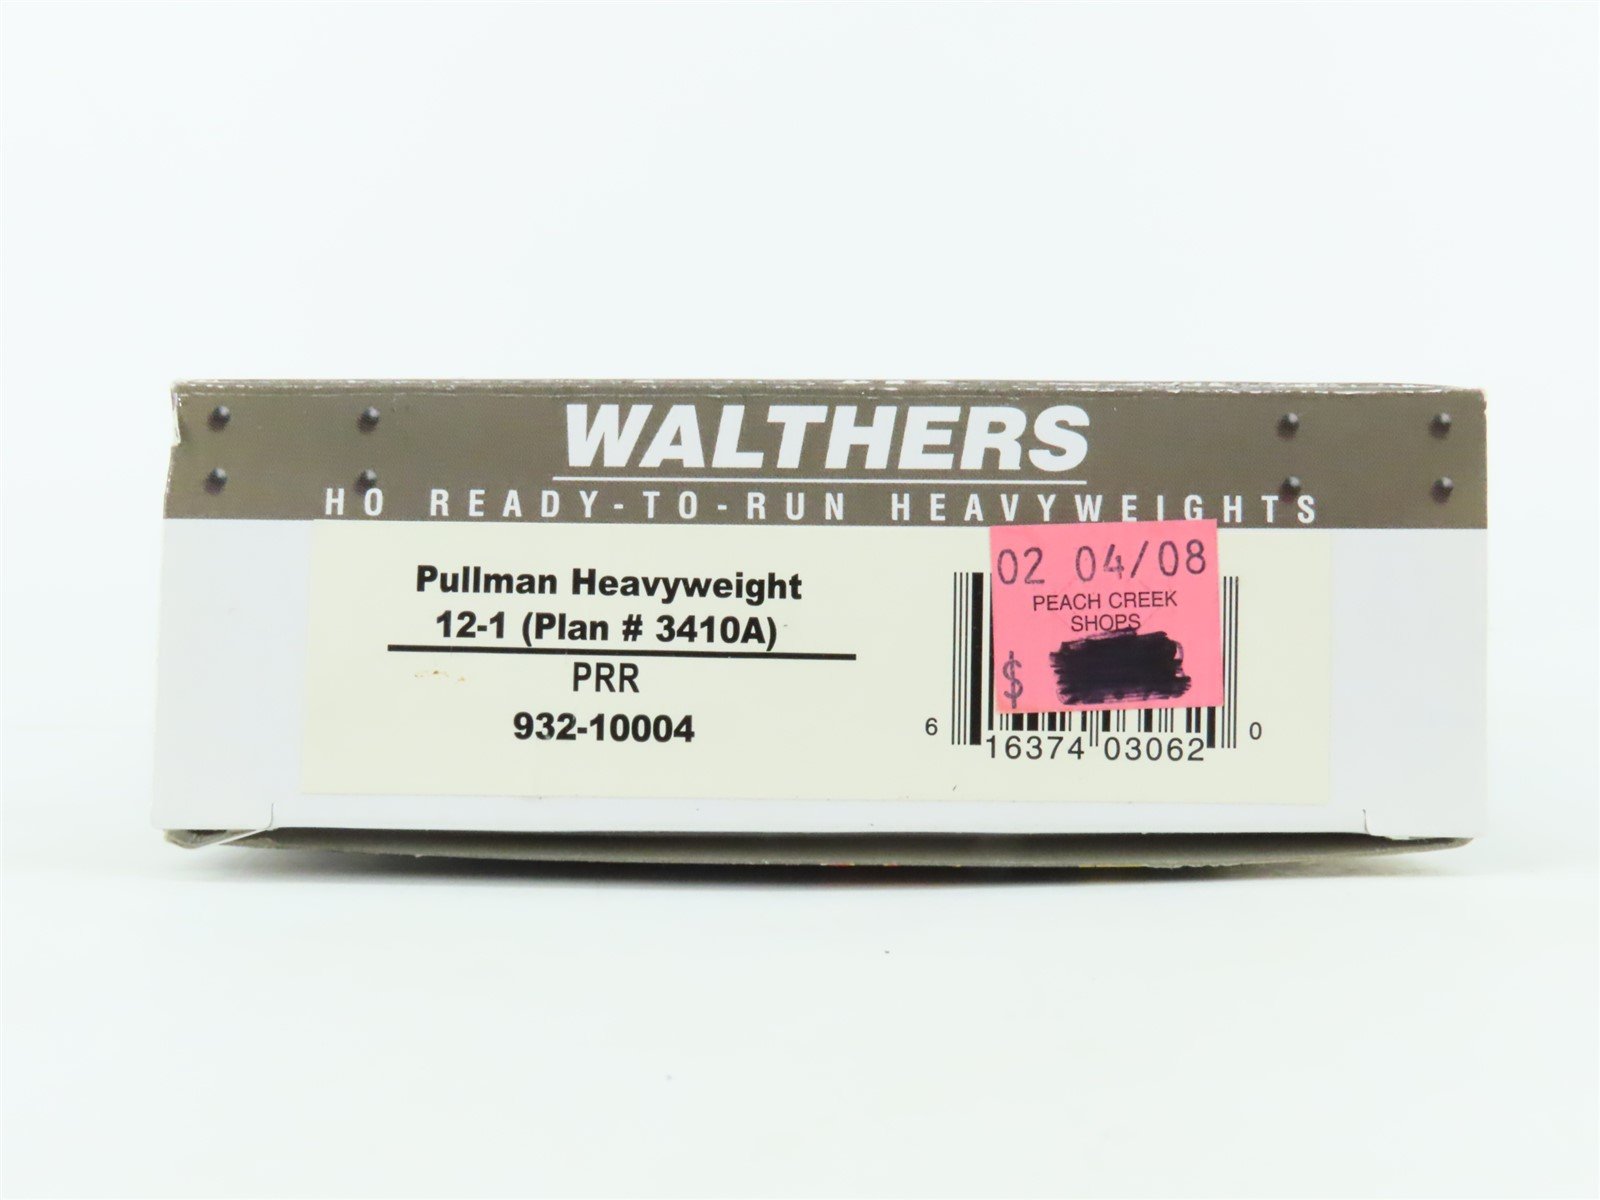 WALTHERS
HO READY-TO-RUN HEAVYWEIGHTS
Pullman Heavyweight
12-1 (Plan # 3410A)
PRR
932-10004
02 04/08
PEACH CREEK
SHOPS
$
6 16374 03062 0